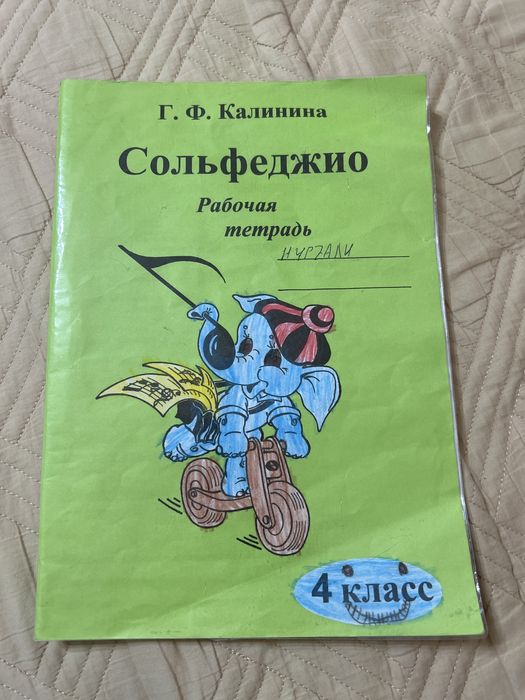 Г. Ф. Калинина
Сольфеджио
Рабочая
тетрадь
НУРЗАЛИ
4 класс